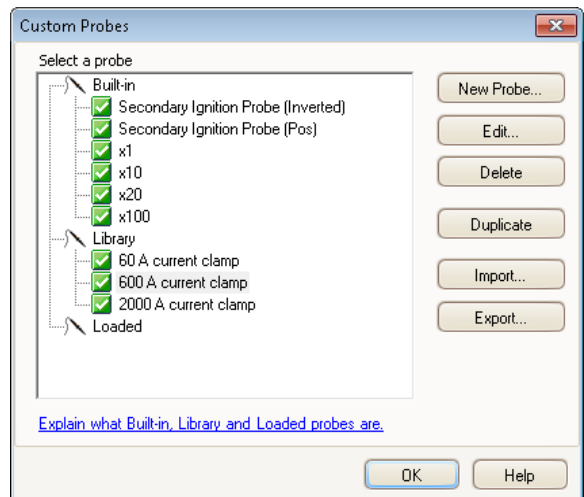 Custom Probes
Select a probe
Built-in
Secondary Ignition Probe (Inverted)
Secondary Ignition Probe (Pos)
x1
x10
x20
x100
Library
60 A current clamp
600 A current clamp
2000 A current clamp
Loaded
New Probe...
Edit...
Delete
Duplicate
Import...
Export...
Explain what Built-in, Library and Loaded probes are.
OK
Help